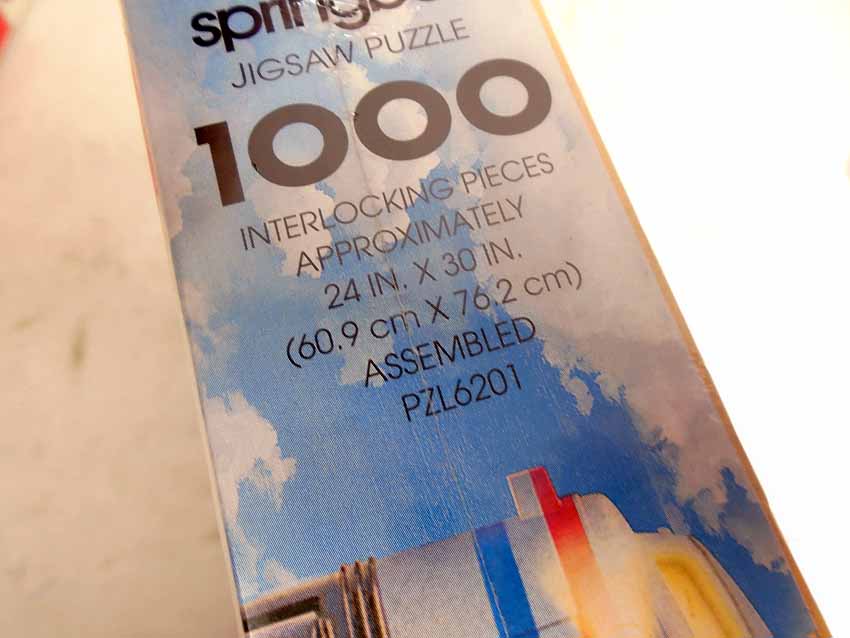 JIGSAW PUZZLE
1000
INTERLOCKING PIECES
APPROXIMATELY
24 IN. X 30 IN.
(60.9 cm X 76.2 cm)
ASSEMBLED
PZL6201